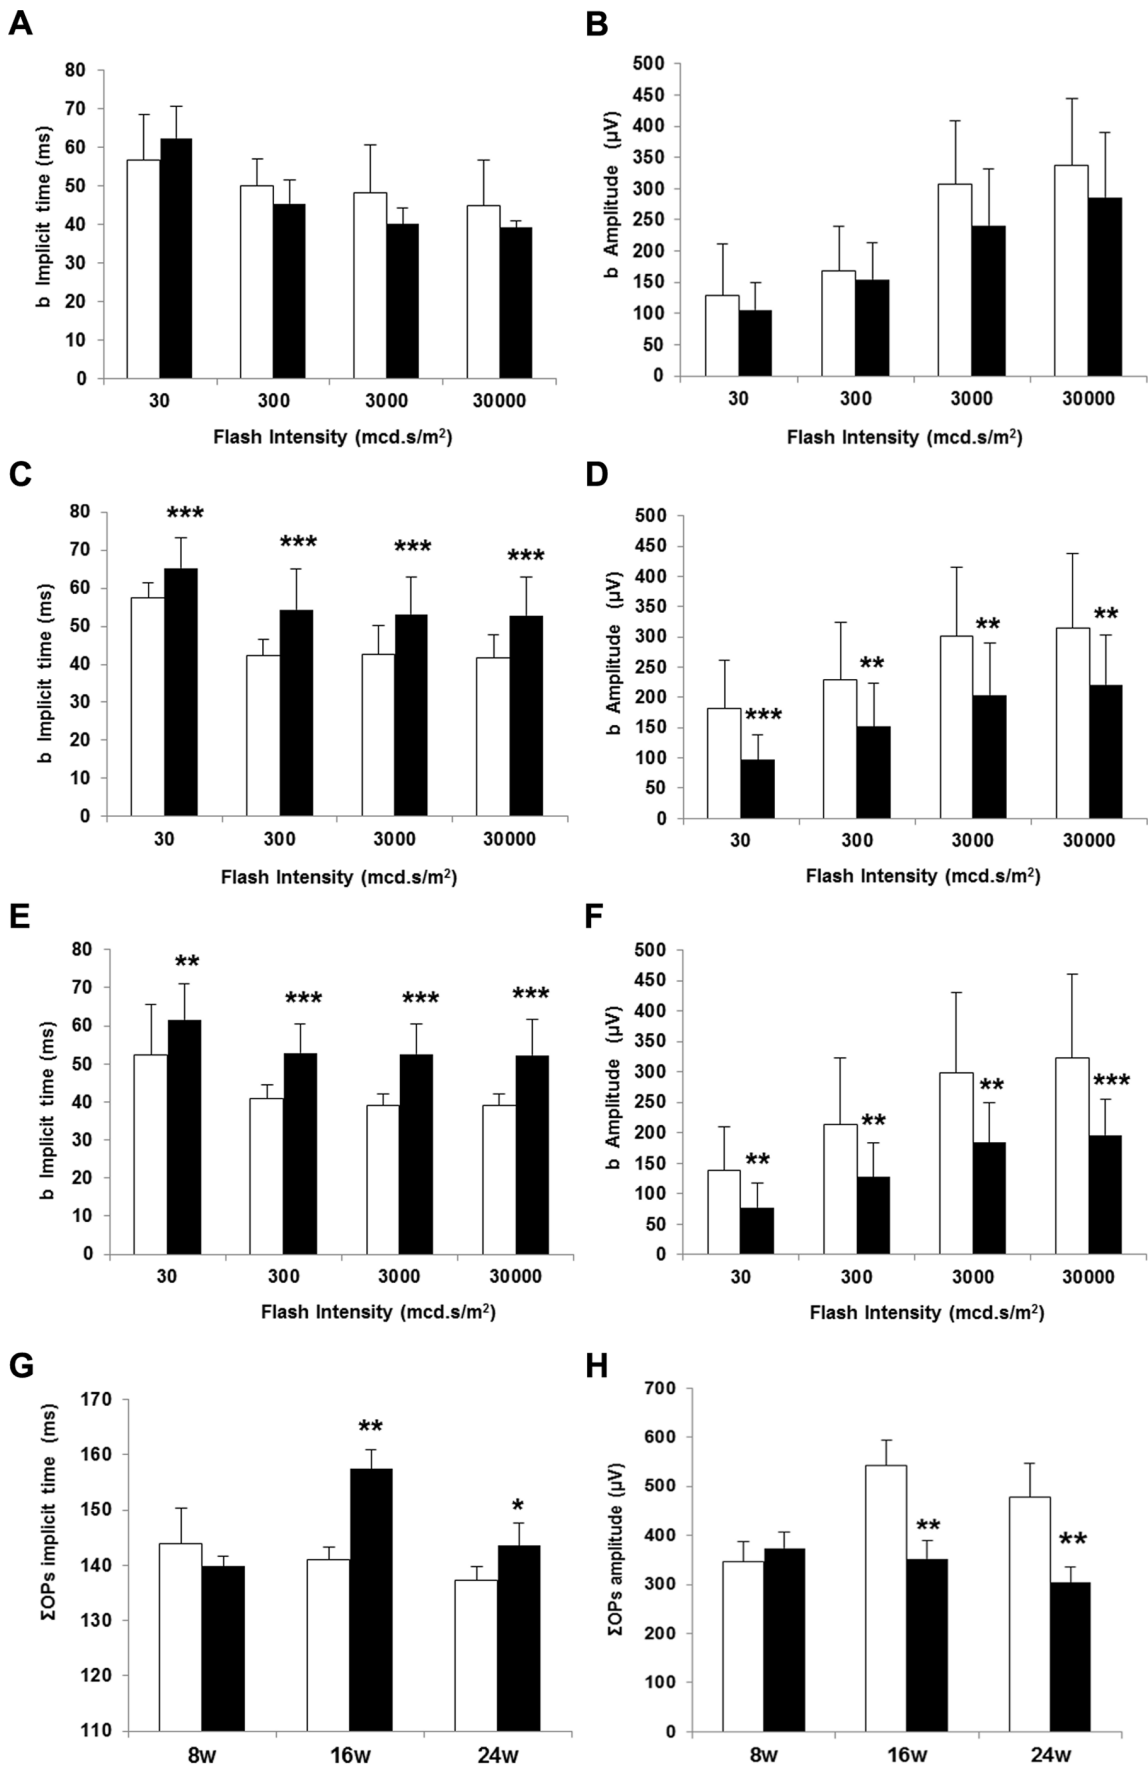 A
b Implicit time (ms)
80
70
60
50
40
30
20
10
0
30 300 3000 30000
Flash Intensity (mcd.s/m²)
B
b Amplitude (µV)
500
450
400
350
300
250
200
150
100
50
0
30 300 3000 30000
Flash Intensity (mcd.s/m²)
C
b Implicit time (ms)
80
70
60
50
40
30
20
10
0
*** *** *** ***
30 300 3000 30000
Flash Intensity (mcd.s/m²)
D
b Amplitude (µV)
500
450
400
350
300
250
200
150
100
50
0
*** ** ** **
30 300 3000 30000
Flash Intensity (mcd.s/m²)
E
b Implicit time (ms)
80
70
60
50
40
30
20
10
0
** *** *** ***
30 300 3000 30000
Flash Intensity (mcd.s/m²)
F
b Amplitude (µV)
500
450
400
350
300
250
200
150
100
50
0
** ** ** ***
30 300 3000 30000
Flash Intensity (mcd.s/m²)
G
ΣOPs implicit time (ms)
170
160
150
140
130
120
110
** *
8w 16w 24w
H
ΣOPs amplitude (µV)
700
600
500
400
300
200
100
0
** **
8w 16w 24w